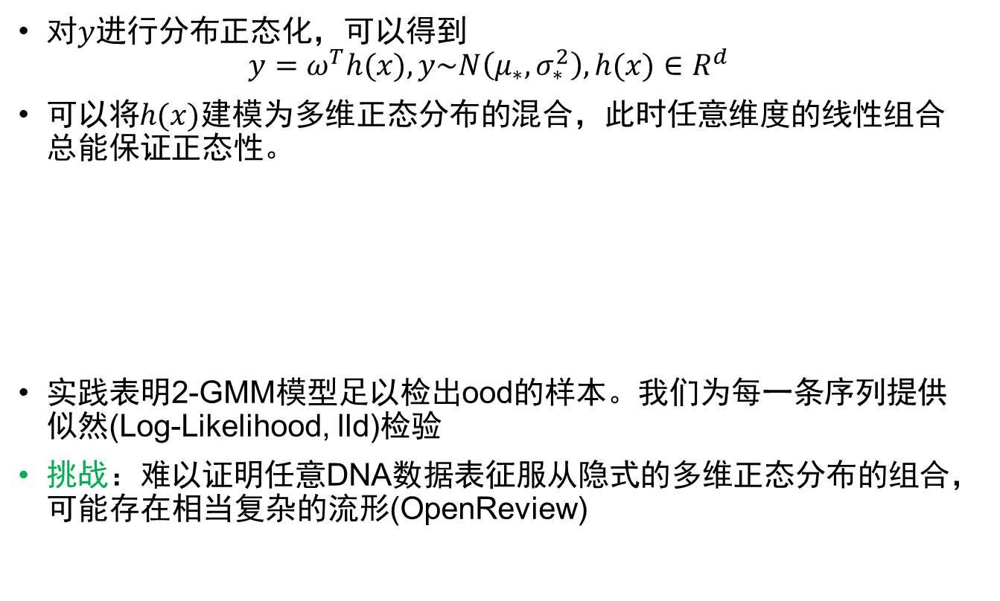 • 对y进行分布正态化，可以得到
y = ω^T h(x), y~N(μ_*, σ_*^2), h(x) ∈ R^d
• 可以将h(x)建模为多维正态分布的混合，此时任意维度的线性组合
总能保证正态性。
• 实践表明2-GMM模型足以检出ood的样本。我们为每一条序列提供
似然(Log-Likelihood, lld)检验
• 挑战：难以证明任意DNA数据表征服从隐式的多维正态分布的组合，
可能存在相当复杂的流形(OpenReview)